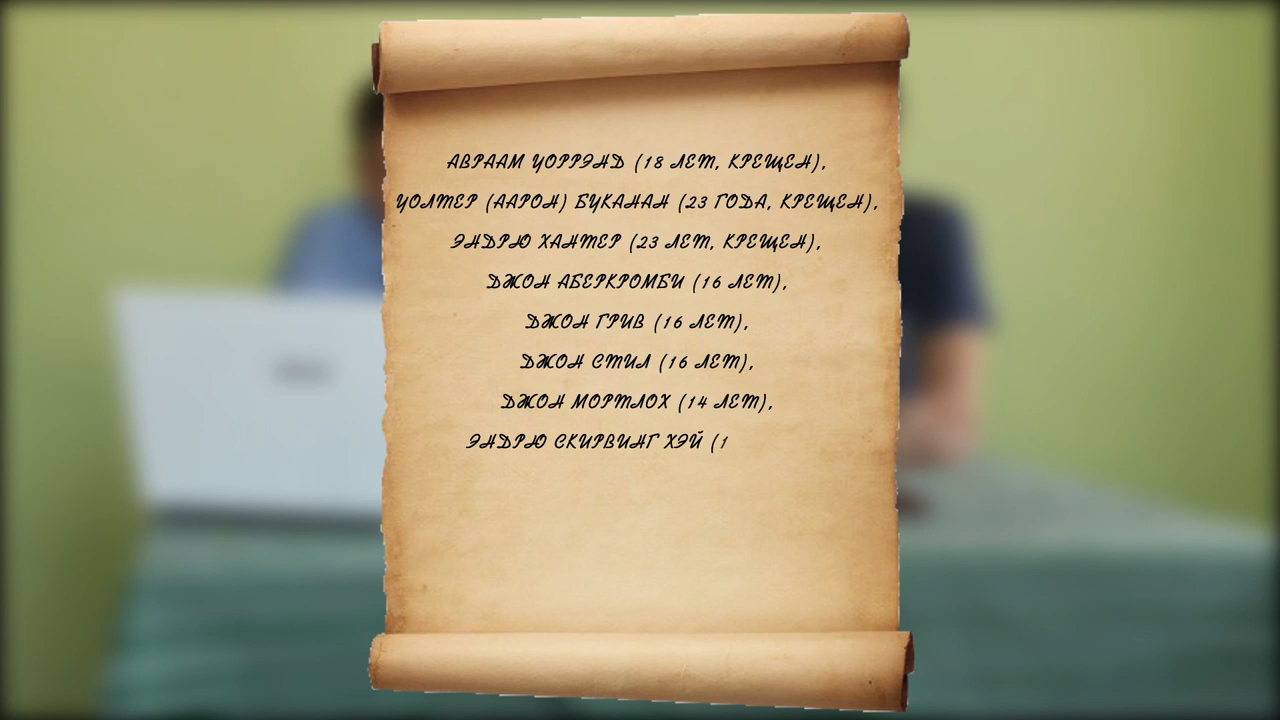 АВРААМ УОРРЭНД (18 ЛЕТ, КРЕЩЕН),
УОЛТЕР (ААРОН) БУКАНАН (23 ГОДА, КРЕЩЕН),
ЭНДРЮ ХАНТЕР (23 ЛЕТ, КРЕЩЕН),
ДЖОН АБЕРКРОМБИ (16 ЛЕТ),
ДЖОН ГРИВ (16 ЛЕТ),
ДЖОН СТИЛ (16 ЛЕТ),
ДЖОН МОРТЛОХ (14 ЛЕТ),
ЭНДРЮ СКИРВИНГ ХЭЙ (1